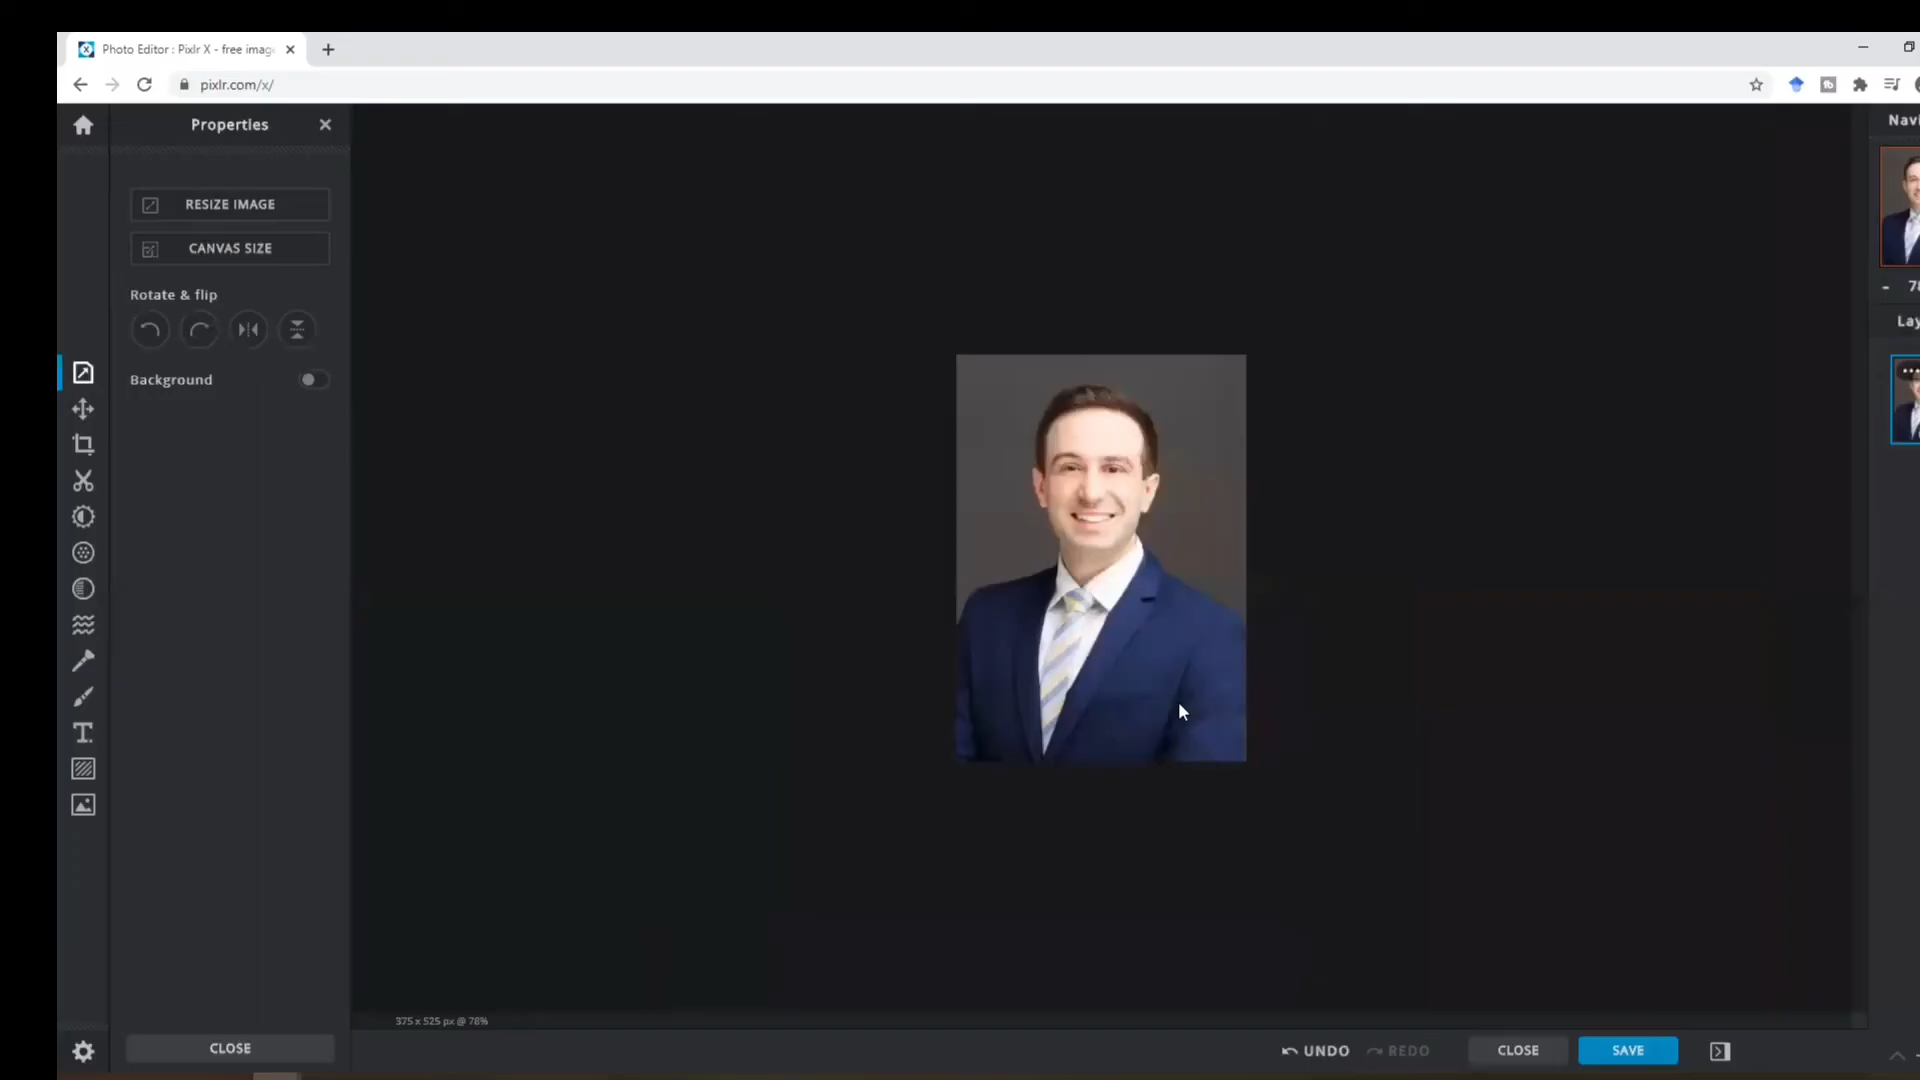 Photo Editor : Pixlr X - free imag
pixlr.com/x/
Properties
RESIZE IMAGE
CANVAS SIZE
Rotate & flip
Background
CLOSE
375 x 525 px @ 78%
UNDO
REDO
CLOSE
SAVE
Navi
78
Lay